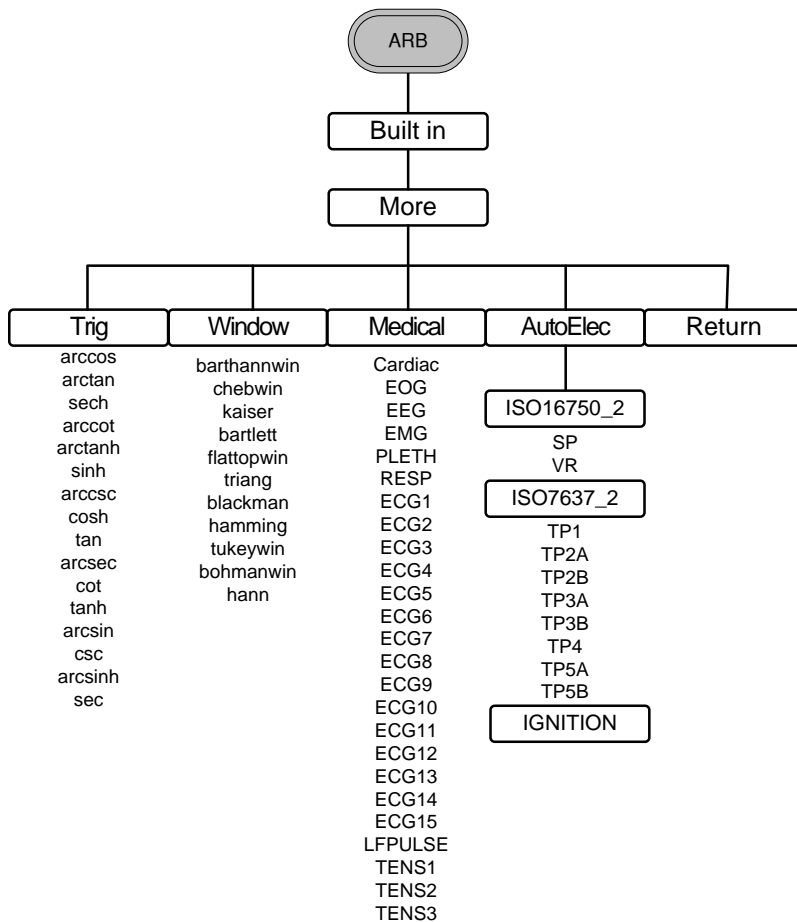 ARB
Built in
More
Trig
arccos
arctan
sech
arccot
arctanh
sinh
arccsc
cosh
tan
arcsec
cot
tanh
arcsin
csc
arcsinh
sec
Window
barthannwin
chebwin
kaiser
bartlett
flattopwin
triang
blackman
hamming
tukeywin
bohmanwin
hann
Medical
Cardiac
EOG
EEG
EMG
PLETH
RESP
ECG1
ECG2
ECG3
ECG4
ECG5
ECG6
ECG7
ECG8
ECG9
ECG10
ECG11
ECG12
ECG13
ECG14
ECG15
LFPULSE
TENS1
TENS2
TENS3
AutoElec
ISO16750_2
SP
VR
ISO7637_2
TP1
TP2A
TP2B
TP3A
TP3B
TP4
TP5A
TP5B
IGNITION
Return